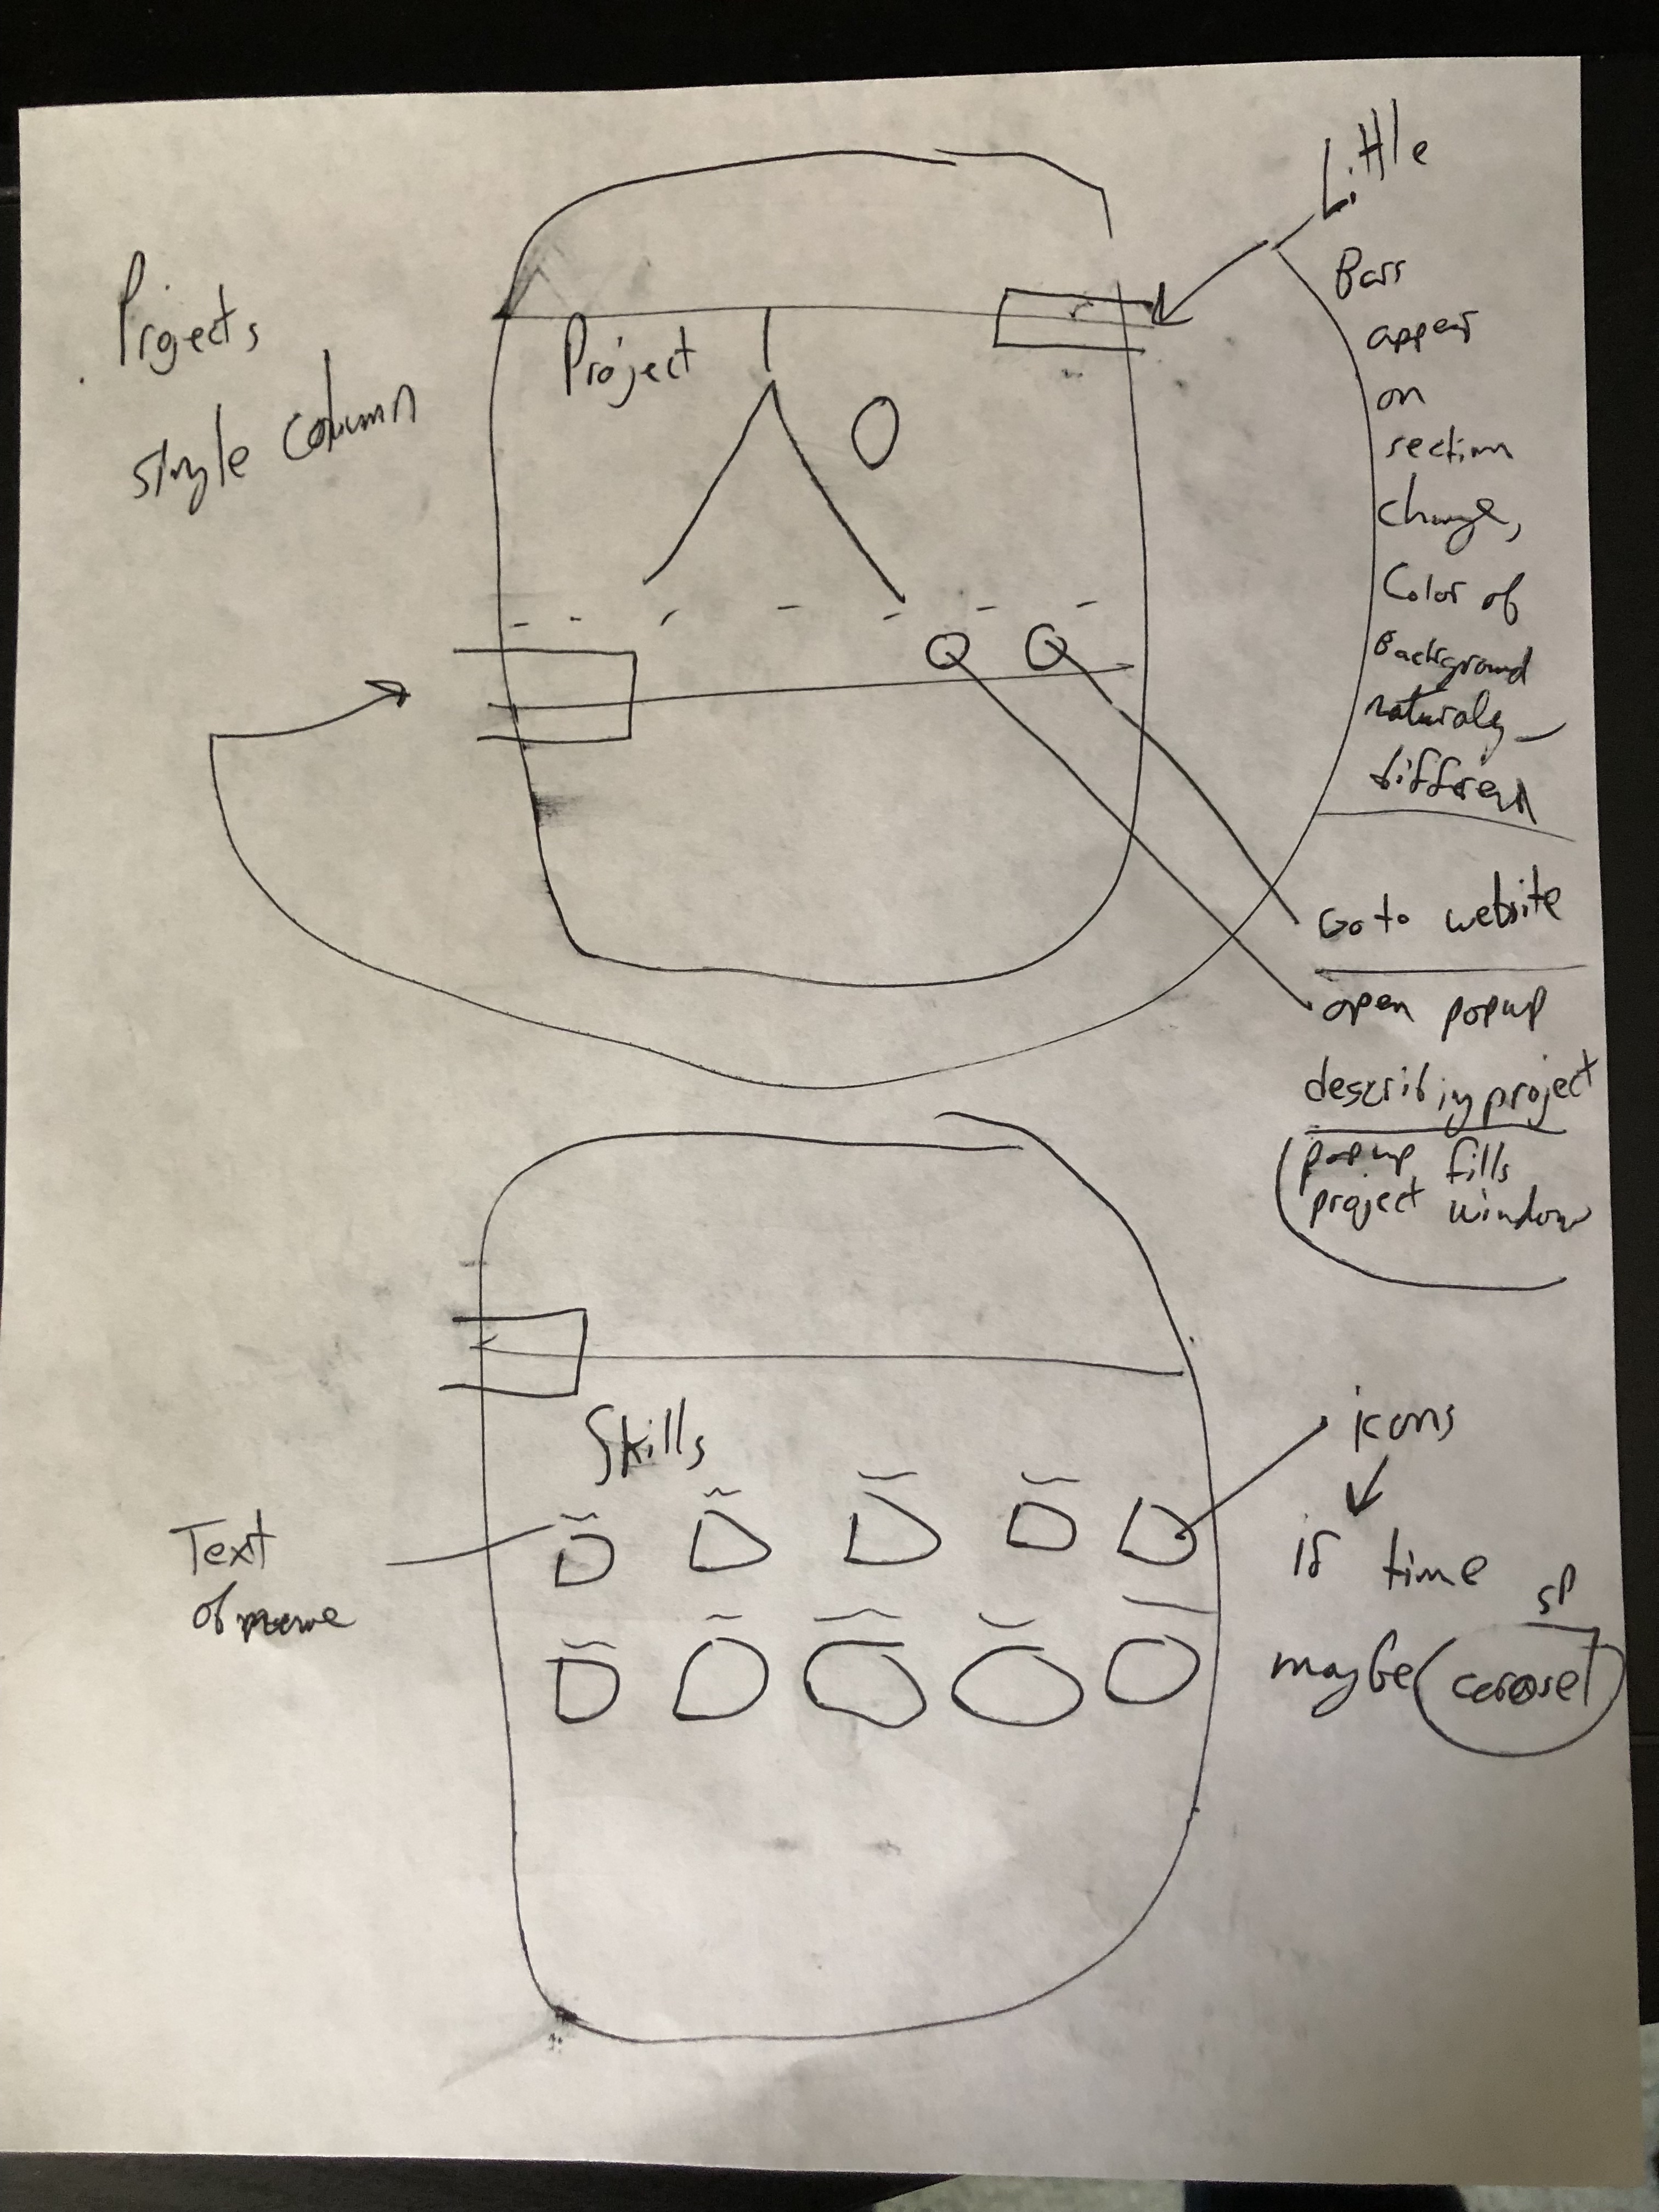 Projects
single column
Project
Little
Bars
appear
on
section
change,
Color of
Background
naturaly
different
Go to website
open popup
describing project
popup fills
project window
Skills
icons
if time
sp
maybe carosel
Text
of name